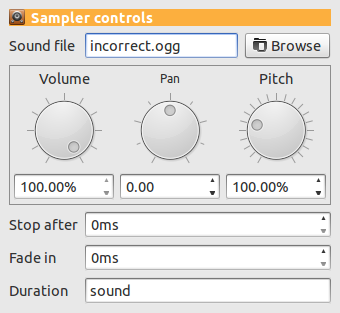 Sampler controls
Sound file incorrect.ogg Browse
Volume Pan Pitch
100.00% 0.00 100.00%
Stop after 0ms
Fade in 0ms
Duration sound